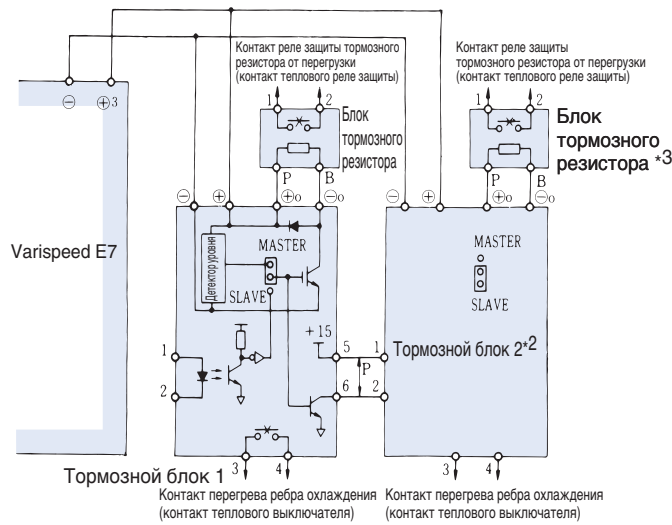 Контакт реле защиты тормозного
резистора от перегрузки
(контакт теплового реле защиты)
Контакт реле защиты
тормозного резистора от перегрузки
(контакт теплового реле защиты)
⊖ ⊕ 3
1 2
Блок
тормозного
резистора
P B
1 2
Блок
тормозного
резистора *3
P B
⊖ ⊕ ⊕o ⊖o
⊖ ⊕ ⊕o ⊖o
Varispeed E7
Детектор уровня
MASTER
SLAVE
MASTER
SLAVE
+15
1 5 1
P
2 6 2
Тормозной блок 2*2
Тормозной блок 1
3 4
3 4
Контакт перегрева ребра охлаждения
(контакт теплового выключателя)
Контакт перегрева ребра охлаждения
(контакт теплового выключателя)